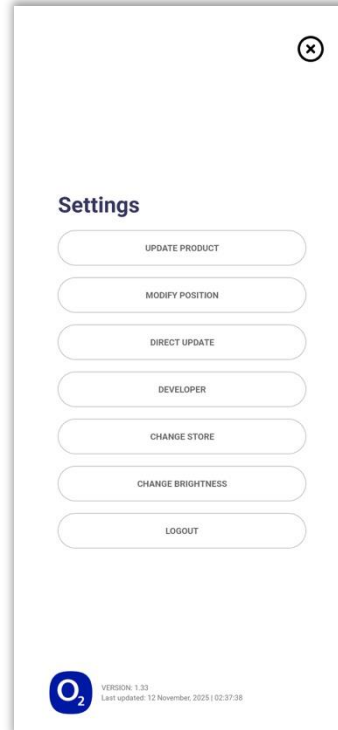 Settings
UPDATE PRODUCT
MODIFY POSITION
DIRECT UPDATE
DEVELOPER
CHANGE STORE
CHANGE BRIGHTNESS
LOGOUT
O2
VERSION: 1.33
Last updated: 12 November, 2025 | 02:37:38